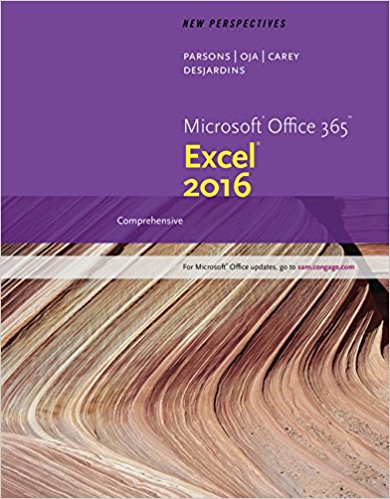 NEW PERSPECTIVES
PARSONS | OJA | CAREY
DESJARDINS
Microsoft® Office 365™
Excel®
2016
Comprehensive
For Microsoft® Office updates, go to sam.cengage.com